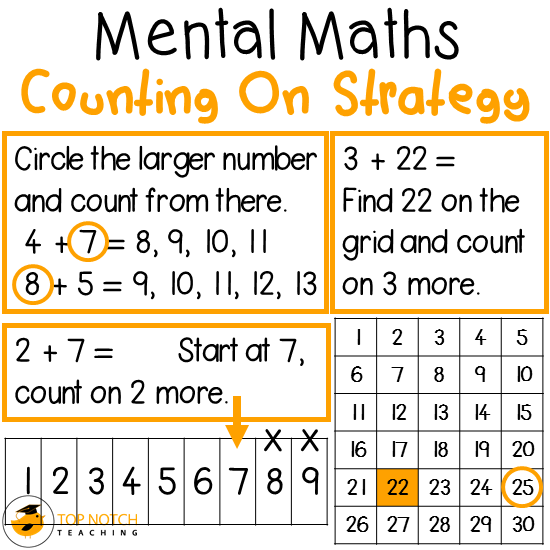 Mental Maths
Counting On Strategy
Circle the larger number
and count from there.
4 + 7 = 8, 9, 10, 11
8 + 5 = 9, 10, 11, 12, 13
3 + 22 =
Find 22 on the
grid and count
on 3 more.
2 + 7 = Start at 7,
count on 2 more.
x x
1 2 3 4 5 6 7 8 9
1 2 3 4 5
6 7 8 9 10
11 12 13 14 15
16 17 18 19 20
21 22 23 24 25
26 27 28 29 30
TOP NOTCH
TEACHING